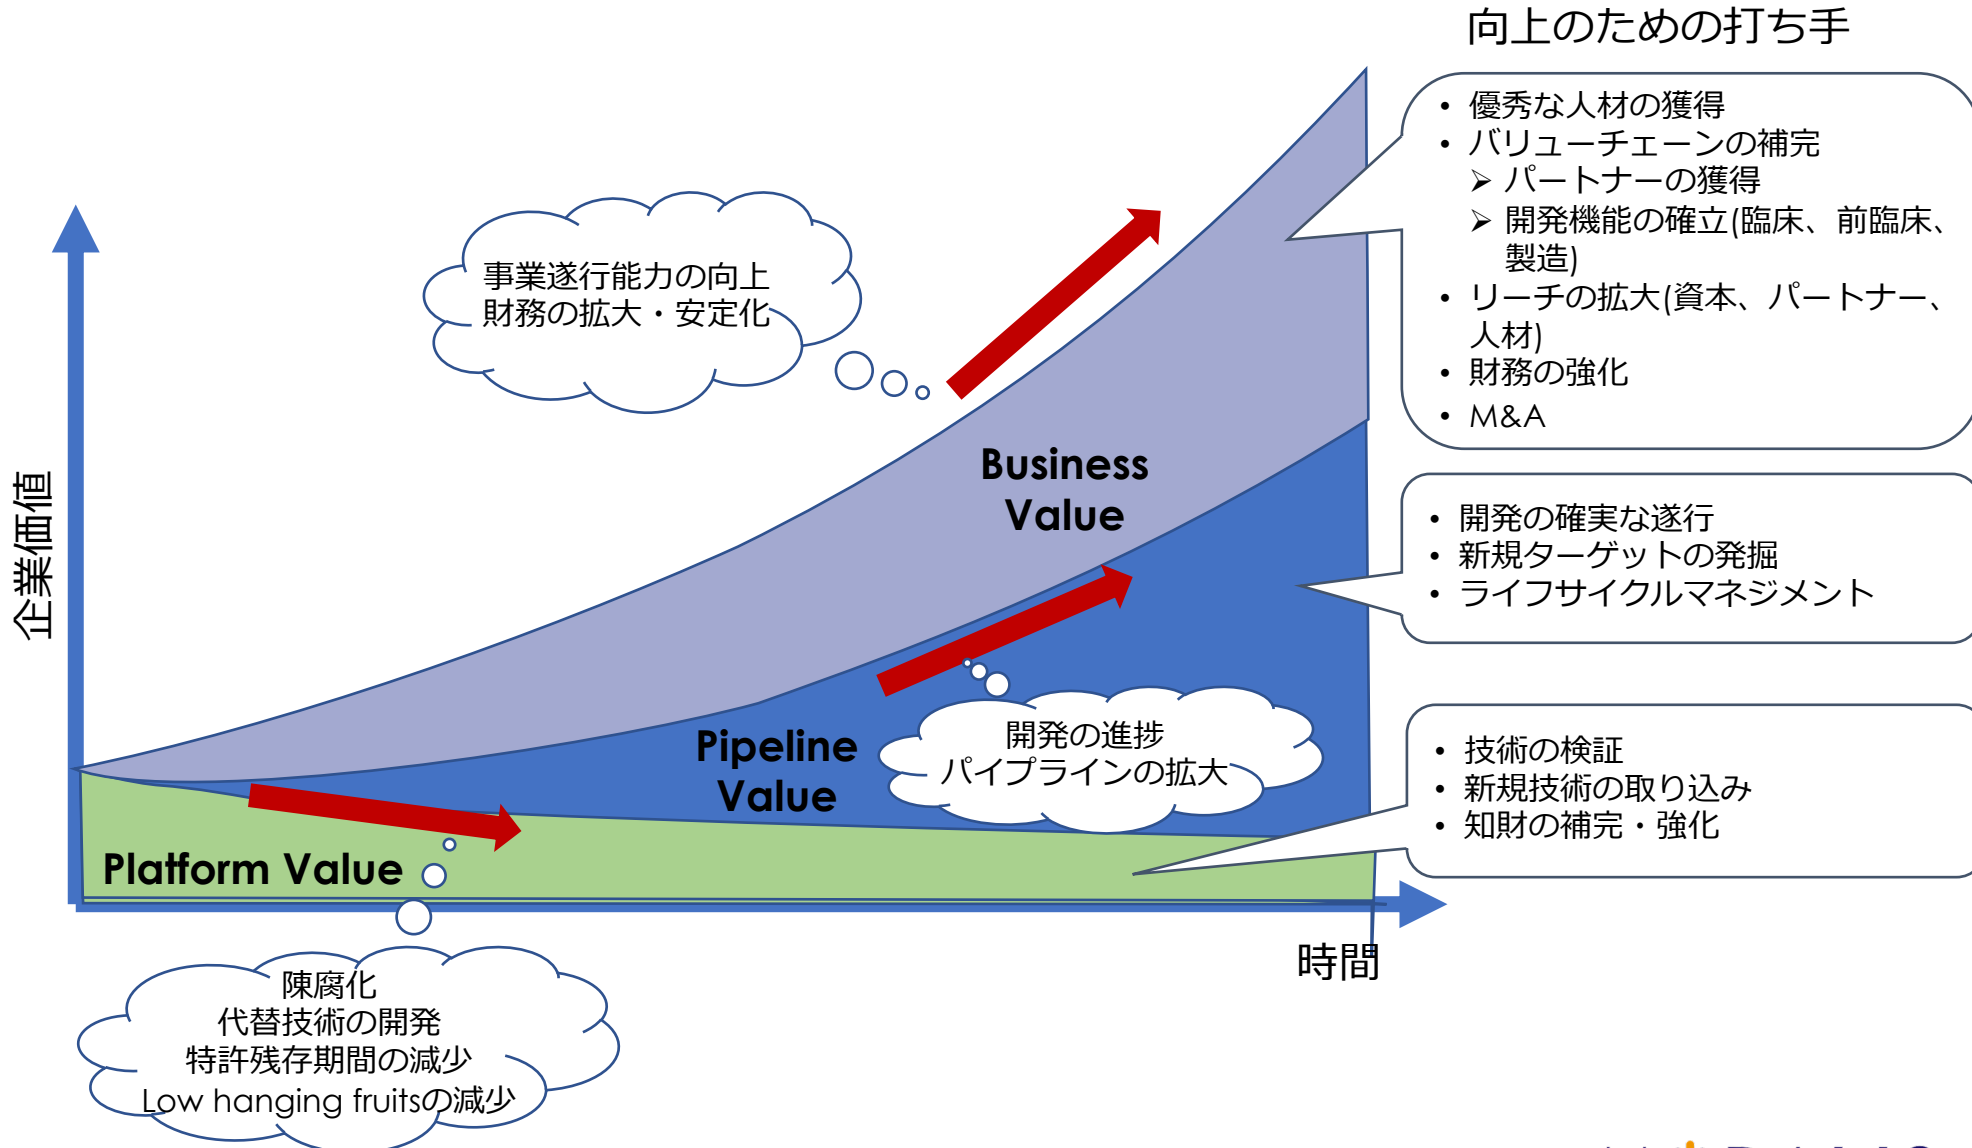 向上のための打ち手
• 優秀な人材の獲得
• バリューチェーンの補完
➢ パートナーの獲得
➢ 開発機能の確立(臨床、前臨床、
製造)
• リーチの拡大(資本、パートナー、
人材)
• 財務の強化
• M&A
事業遂行能力の向上
財務の拡大・安定化
企業価値
Business
Value
• 開発の確実な遂行
• 新規ターゲットの発掘
• ライフサイクルマネジメント
Pipeline
Value
開発の進捗
パイプラインの拡大
• 技術の検証
• 新規技術の取り込み
• 知財の補完・強化
Platform Value
時間
陳腐化
代替技術の開発
特許残存期間の減少
Low hanging fruitsの減少